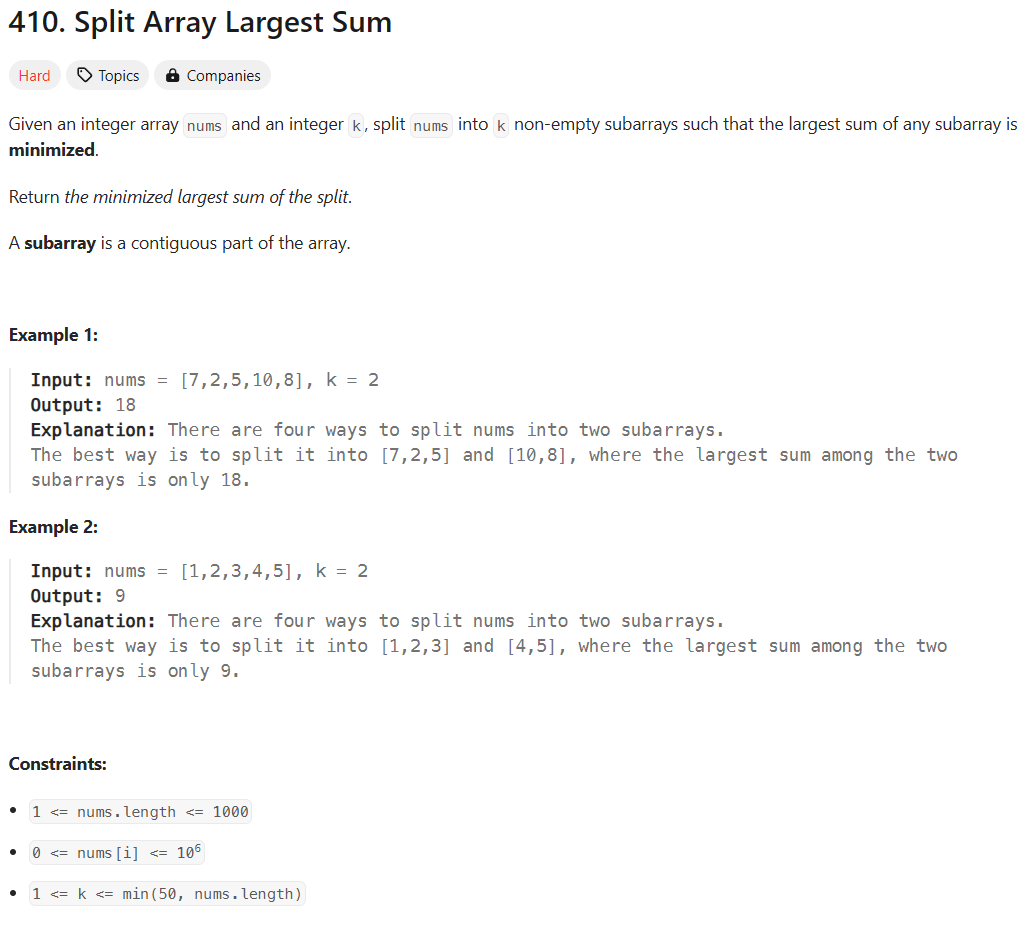 410. Split Array Largest Sum
Hard Topics Companies
Given an integer array nums and an integer k, split nums into k non-empty subarrays such that the largest sum of any subarray is
minimized.
Return the minimized largest sum of the split.
A subarray is a contiguous part of the array.
Example 1:
Input: nums = [7,2,5,10,8], k = 2
Output: 18
Explanation: There are four ways to split nums into two subarrays.
The best way is to split it into [7,2,5] and [10,8], where the largest sum among the two
subarrays is only 18.
Example 2:
Input: nums = [1,2,3,4,5], k = 2
Output: 9
Explanation: There are four ways to split nums into two subarrays.
The best way is to split it into [1,2,3] and [4,5], where the largest sum among the two
subarrays is only 9.
Constraints:
• 1 <= nums.length <= 1000
• 0 <= nums[i] <= 10⁶
• 1 <= k <= min(50, nums.length)